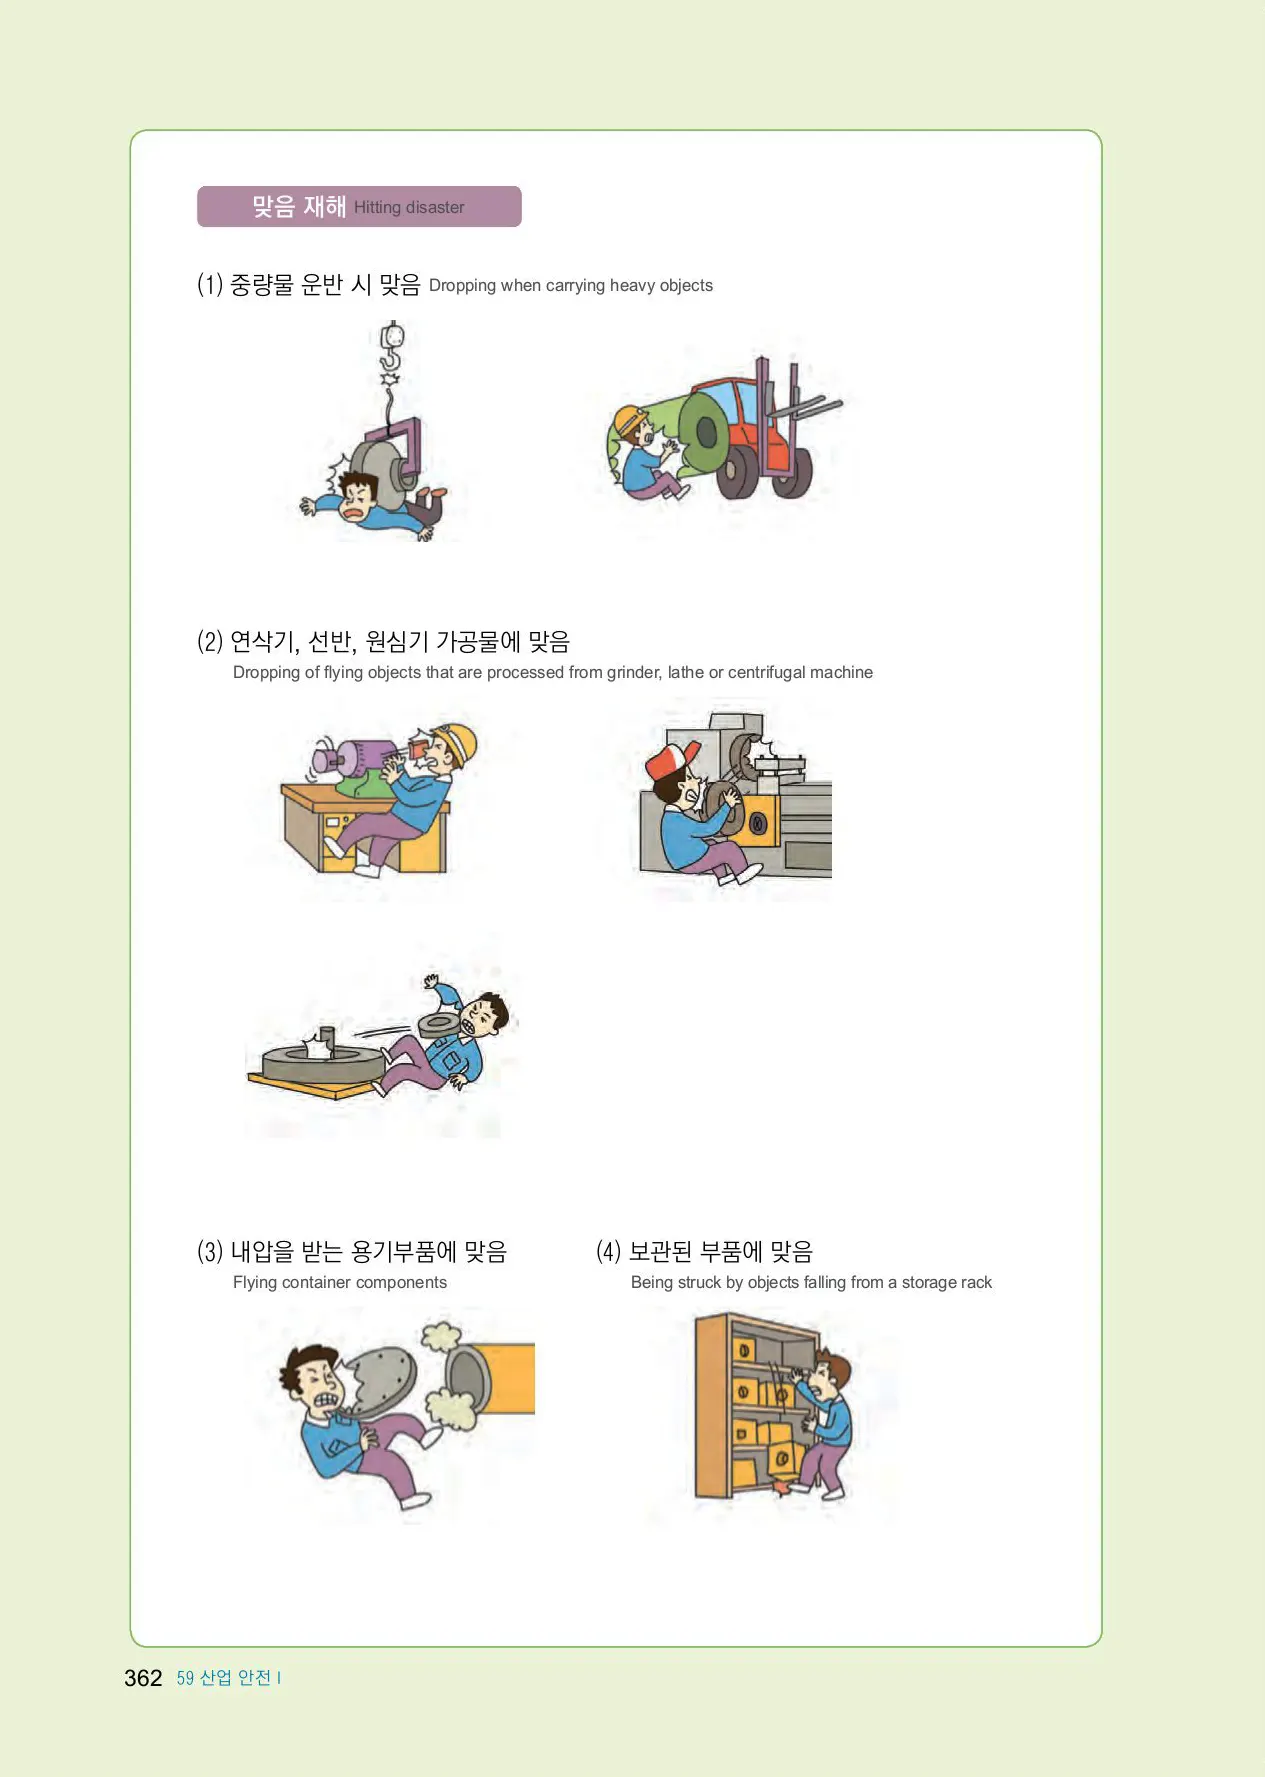 맞음 재해 Hitting disaster
(1) 중량물 운반 시 맞음 Dropping when carrying heavy objects
(2) 연삭기, 선반, 원심기 가공물에 맞음
Dropping of flying objects that are processed from grinder, lathe or centrifugal machine
(3) 내압을 받는 용기부품에 맞음
Flying container components
(4) 보관된 부품에 맞음
Being struck by objects falling from a storage rack
362 59 산업 안전 I